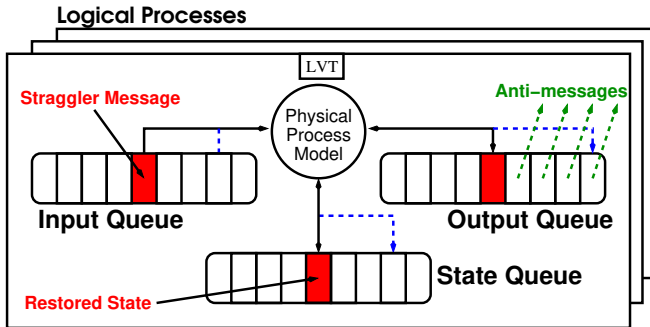 Logical Processes
LVT
Straggler Message
Anti−messages
Physical
Process
Model
Input Queue
Output Queue
State Queue
Restored State